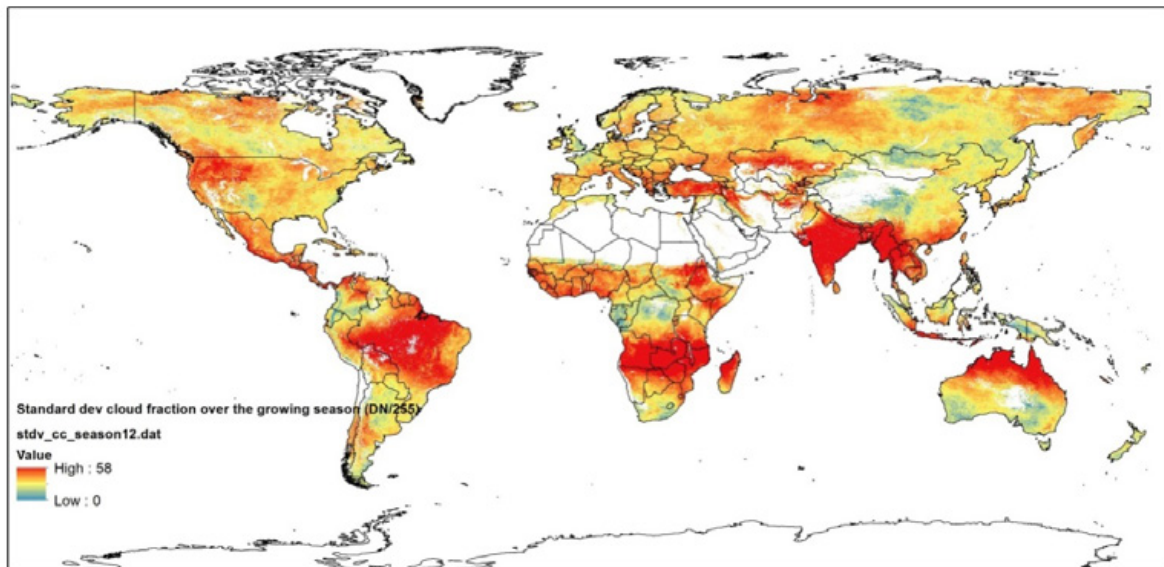 Standard dev cloud fraction over the growing season (DN/255)
stdv_cc_season12.dat
Value
High : 58
Low : 0